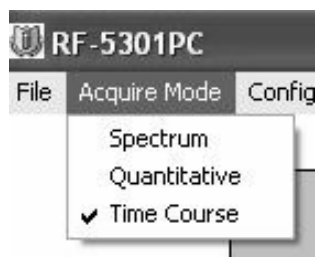 RF-5301PC
File Acquire Mode Config
Spectrum
Quantitative
✔ Time Course